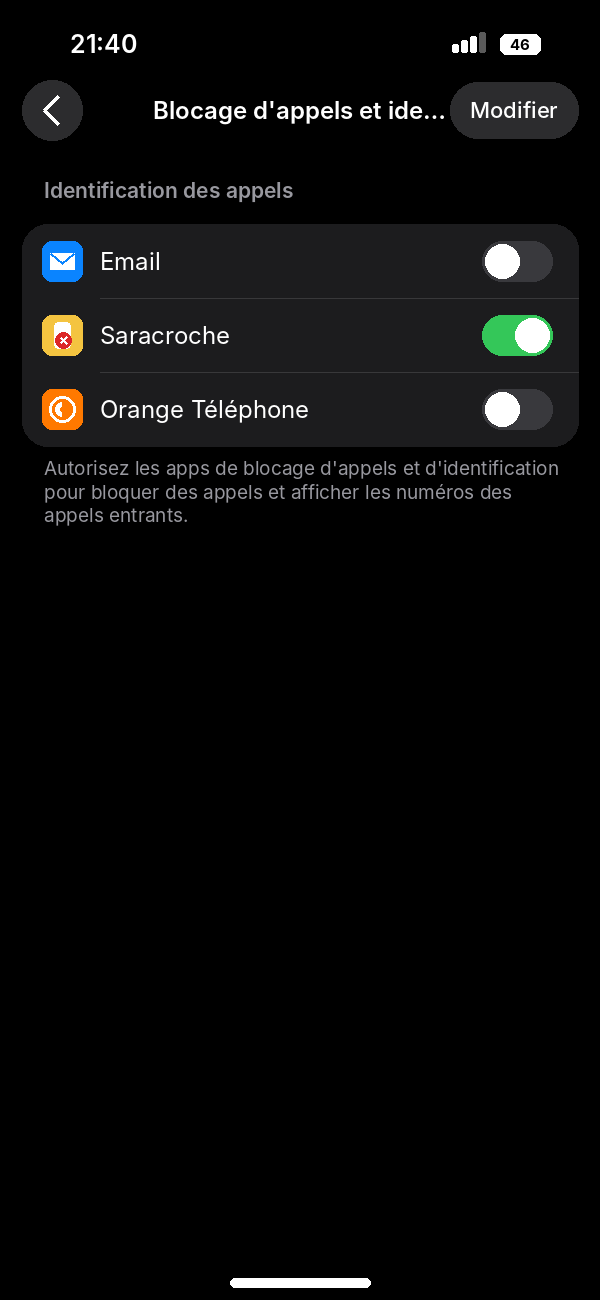 21:40
46
Blocage d'appels et ide...
Modifier
Identification des appels
Email
Saracroche
Orange Téléphone
Autorisez les apps de blocage d'appels et d'identification
pour bloquer des appels et afficher les numéros des
appels entrants.